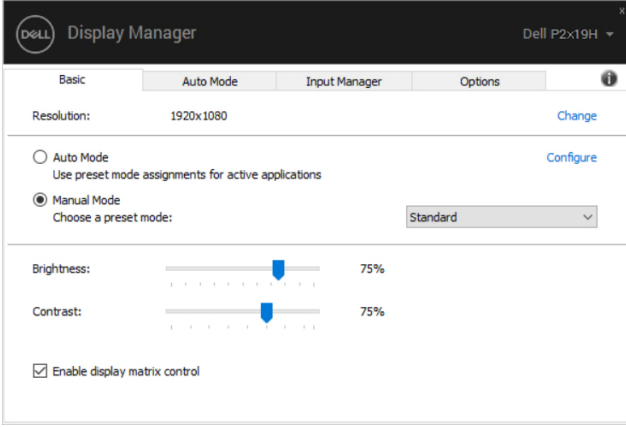 DELL Display Manager Dell P2x19H
x
Basic Auto Mode Input Manager Options
Resolution: 1920x1080 Change
Auto Mode Configure
Use preset mode assignments for active applications
Manual Mode
Choose a preset mode: Standard
Brightness: 75%
Contrast: 75%
Enable display matrix control